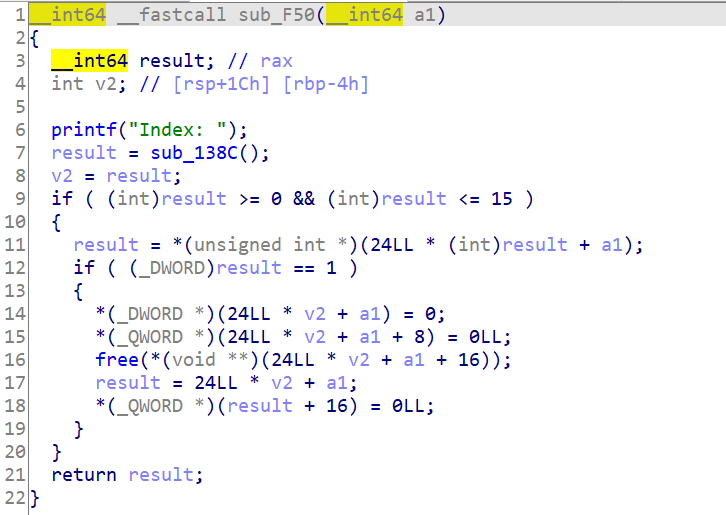 1 __int64 __fastcall sub_F50(__int64 a1)
2 {
3   __int64 result; // rax
4   int v2; // [rsp+1Ch] [rbp-4h]
5
6   printf("Index: ");
7   result = sub_138C();
8   v2 = result;
9   if ( (int)result >= 0 && (int)result <= 15 )
10   {
11     result = *(unsigned int *)(24LL * (int)result + a1);
12     if ( (_DWORD)result == 1 )
13     {
14       *(_DWORD *)(24LL * v2 + a1) = 0;
15       *(_QWORD *)(24LL * v2 + a1 + 8) = 0LL;
16       free(*(void **)(24LL * v2 + a1 + 16));
17       result = 24LL * v2 + a1;
18       *(_QWORD *)(result + 16) = 0LL;
19     }
20   }
21   return result;
22 }